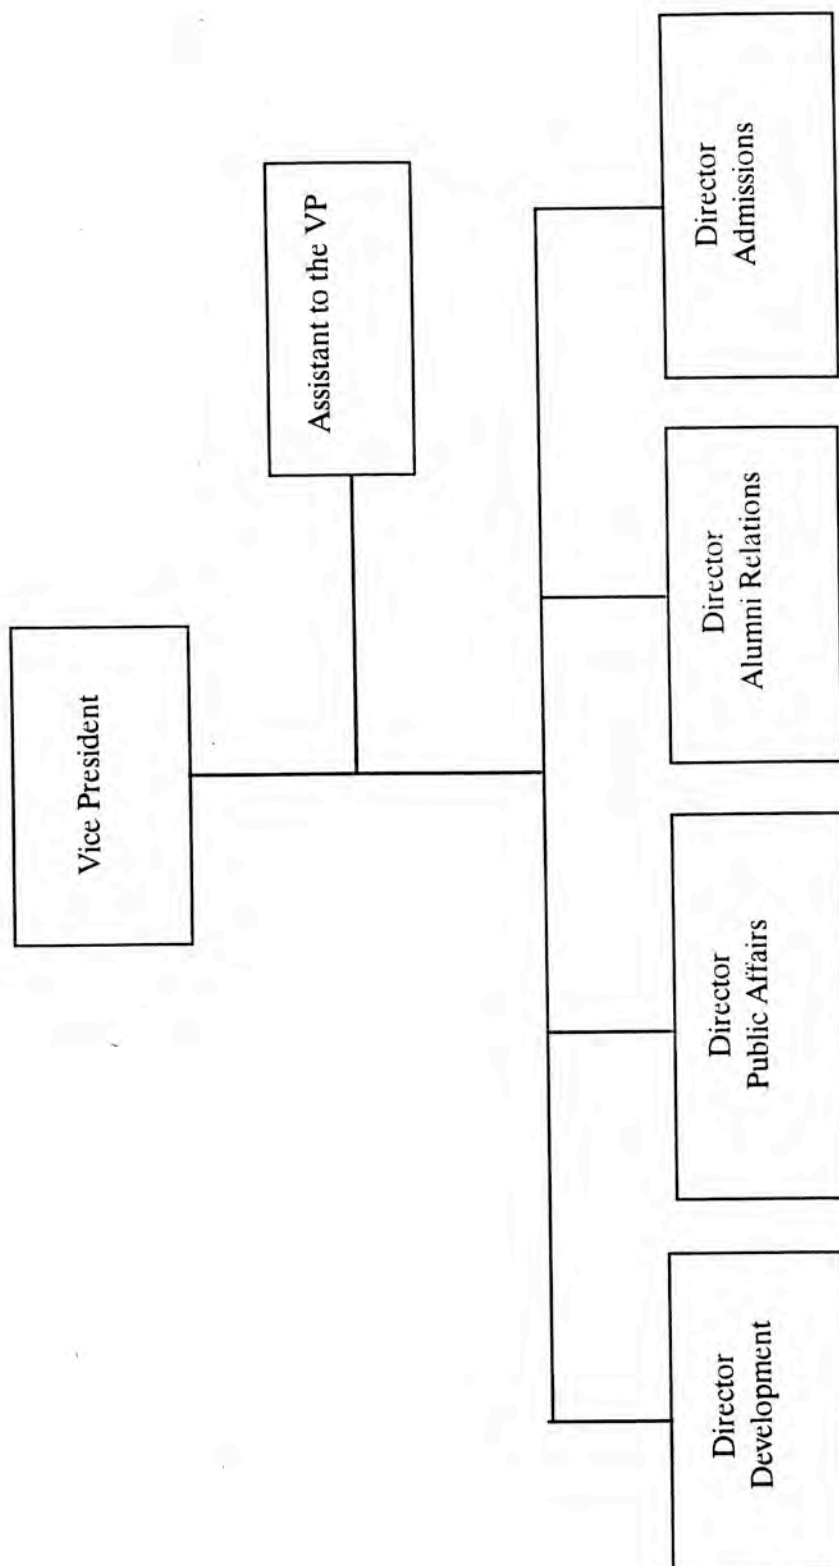 Vice President
Assistant to the VP
Director
Development
Director
Public Affairs
Director
Alumni Relations
Director
Admissions